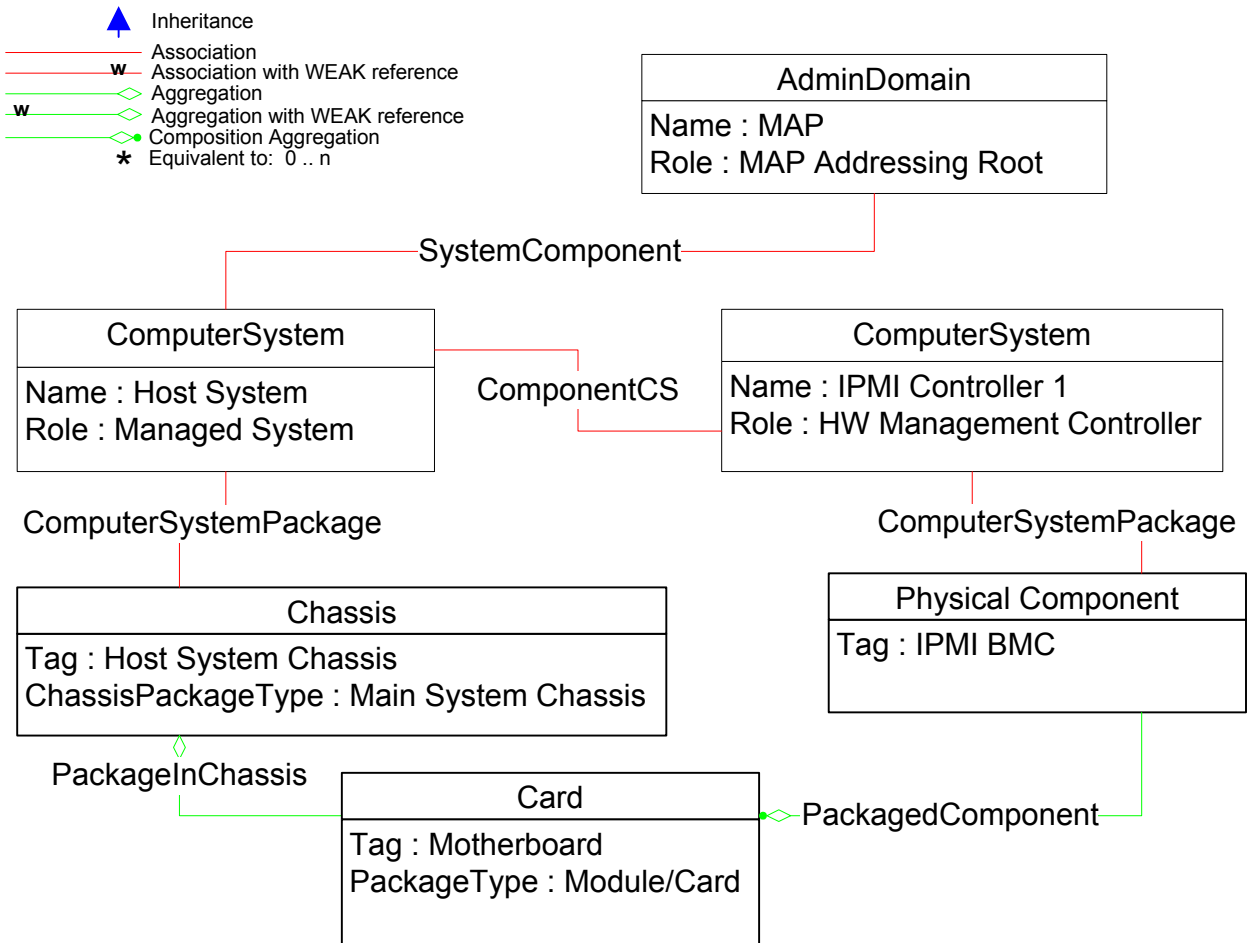 Inheritance
Association
w Association with WEAK reference
Aggregation
w Aggregation with WEAK reference
Composition Aggregation
* Equivalent to: 0 .. n
AdminDomain
Name : MAP
Role : MAP Addressing Root
SystemComponent
ComputerSystem
Name : Host System
Role : Managed System
ComponentCS
ComputerSystem
Name : IPMI Controller 1
Role : HW Management Controller
ComputerSystemPackage
ComputerSystemPackage
Chassis
Tag : Host System Chassis
ChassisPackageType : Main System Chassis
Physical Component
Tag : IPMI BMC
PackageInChassis
Card
Tag : Motherboard
PackageType : Module/Card
PackagedComponent